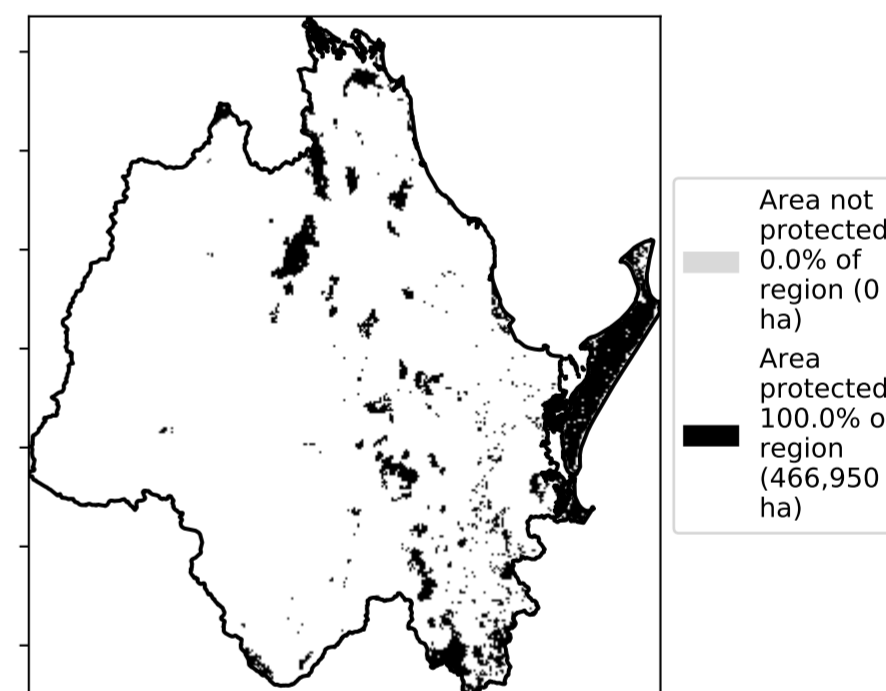 Area not
protected
0.0% of
region (0
ha)
Area
protected
100.0% o
region
(466,950
ha)